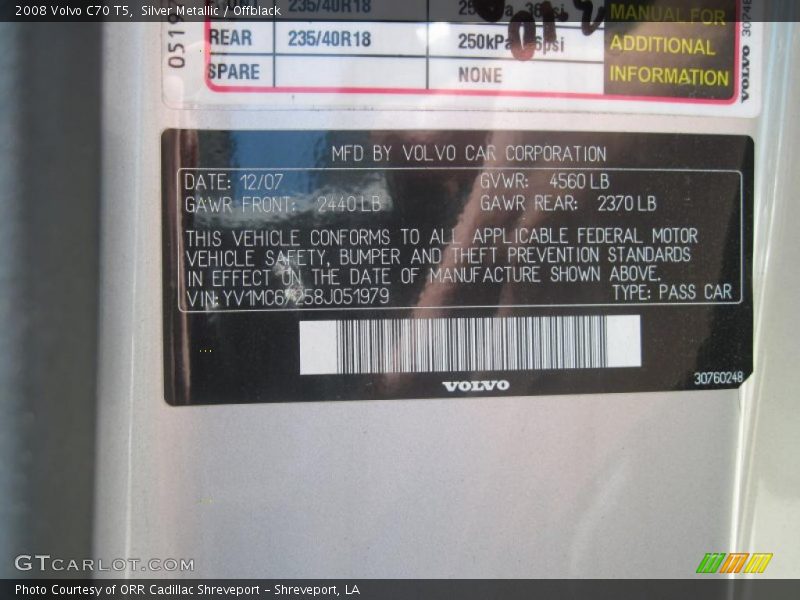 2008 Volvo C70 T5, Silver Metallic / Offblack
235/40R18
MANUAL FOR
REAR 235/40R18 250kPa, 36psi ADDITIONAL
SPARE NONE INFORMATION
0519
VOLVO
MFD BY VOLVO CAR CORPORATION
DATE: 12/07 GVWR: 4560 LB
GAWR FRONT: 2440 LB GAWR REAR: 2370 LB
THIS VEHICLE CONFORMS TO ALL APPLICABLE FEDERAL MOTOR
VEHICLE SAFETY, BUMPER AND THEFT PREVENTION STANDARDS
IN EFFECT ON THE DATE OF MANUFACTURE SHOWN ABOVE.
VIN: TYPE: PASS CAR
VOLVO
30760248
GTCARLOT.COM
Photo Courtesy of ORR Cadillac Shreveport - Shreveport, LA